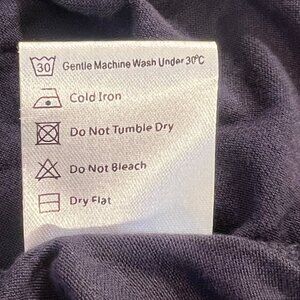 30 Gentle Machine Wash Under 30°C
Cold Iron
Do Not Tumble Dry
Do Not Bleach
Dry Flat